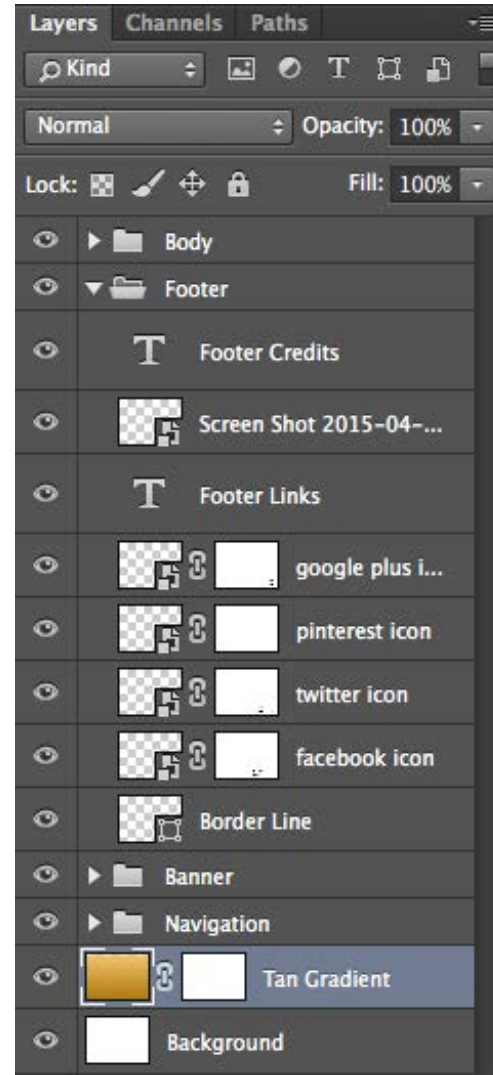 Layers Channels Paths
Kind
Normal Opacity: 100%
Lock: Fill: 100%
Body
Footer
T Footer Credits
Screen Shot 2015-04-...
T Footer Links
google plus i...
pinterest icon
twitter icon
facebook icon
Border Line
Banner
Navigation
Tan Gradient
Background